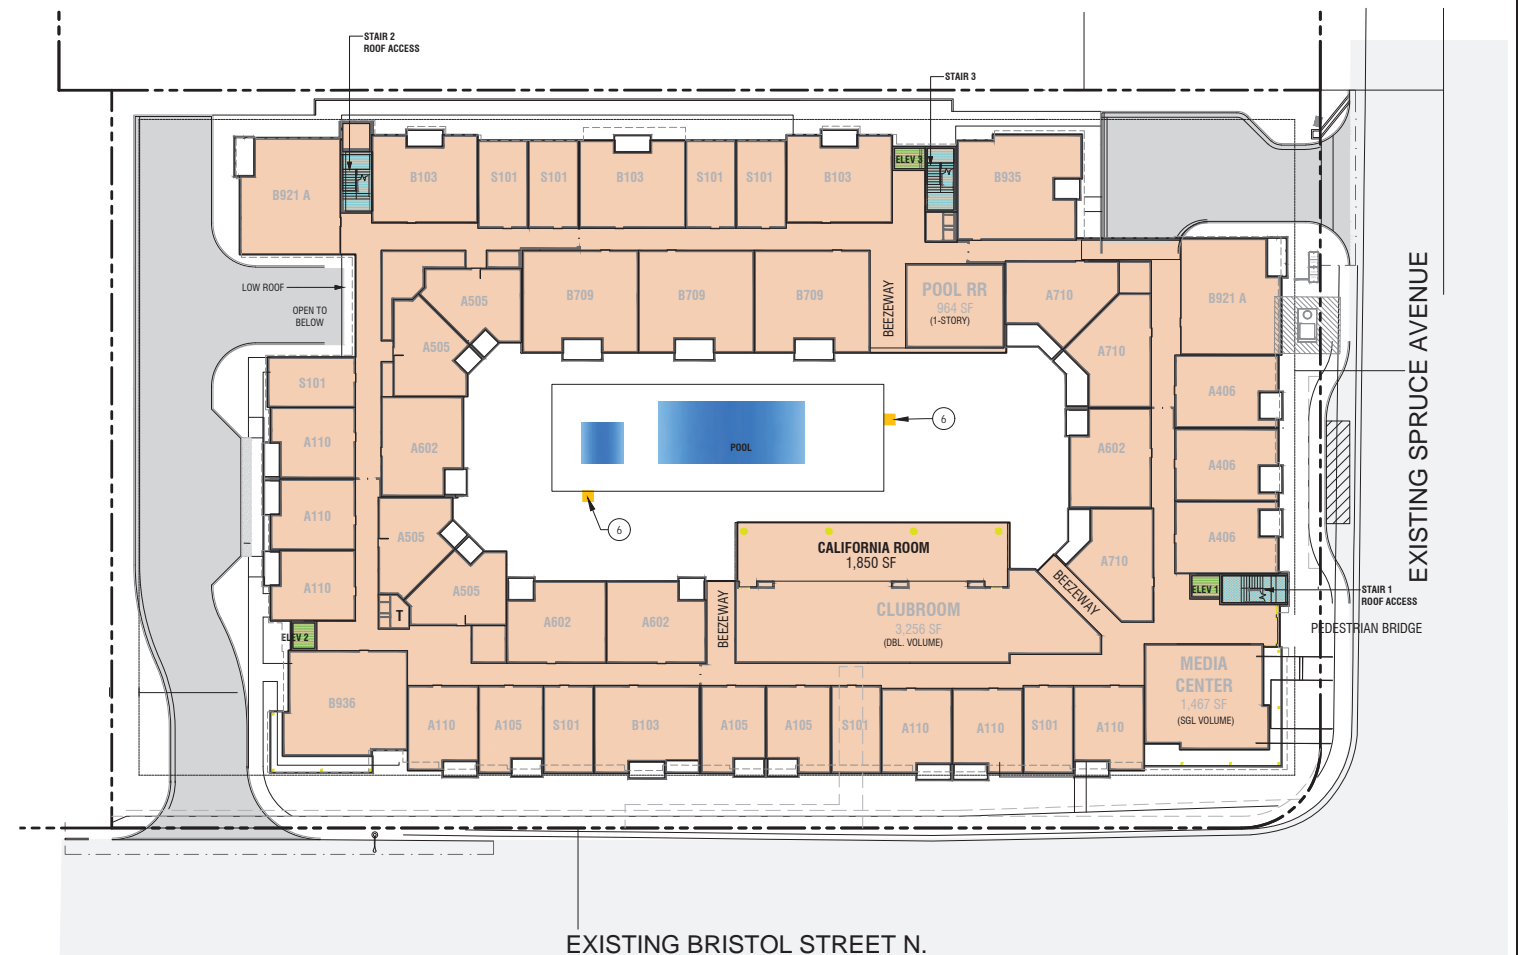 STAIR 2
ROOF ACCESS
STAIR 3
B921 A
B103
S101
S101
B103
S101
S101
B103
ELEV 3
B935
LOW ROOF
OPEN TO
BELOW
A505
B709
B709
B709
BEEZEWAY
POOL RR
964 SF
(1-STORY)
A710
B921 A
A505
A710
S101
A406
A110
A602
POOL
6
A602
A406
A110
A505
6
A406
CALIFORNIA ROOM
1,850 SF
A710
A110
A505
T
A602
A602
BEEZEWAY
CLUBROOM
3,256 SF
(DBL. VOLUME)
BEEZEWAY
ELEV 1
STAIR 1
ROOF ACCESS
ELEV 2
PEDESTRIAN BRIDGE
B936
A110
A105
S101
B103
A105
A105
S101
A110
A110
S101
A110
MEDIA
CENTER
1,467 SF
(SGL VOLUME)
EXISTING SPRUCE AVENUE
EXISTING BRISTOL STREET N.